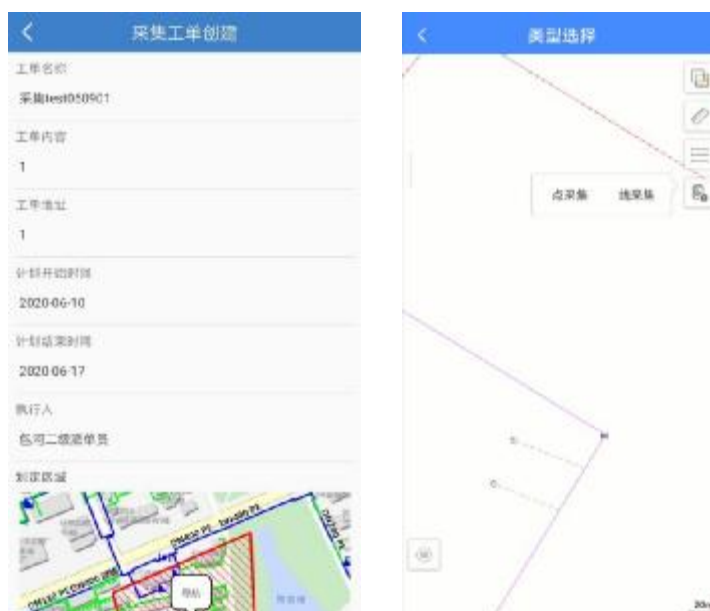 采集工单创建
工单名称
采集test060901
工单内容
1
工单地址
1
计划开始时间
2020-06-10
计划结束时间
2020-06-17
执行人
包河二级派单员
划定区域
类型选择
点采集 线采集